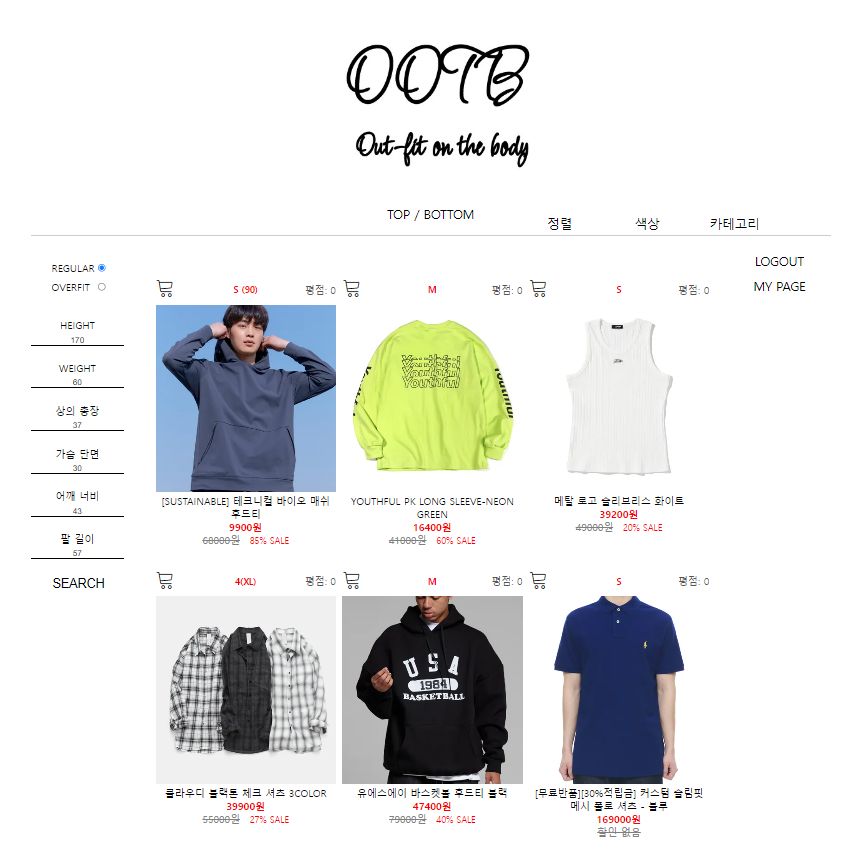 OOTB
Out-fit on the body
TOP / BOTTOM
정렬 색상 카테고리
REGULAR
OVERFIT
HEIGHT
170
WEIGHT
60
상의 총장
37
가슴 단면
30
어깨 너비
43
팔 길이
57
SEARCH
LOGOUT
MY PAGE
S (90) 평점: 0
M 평점: 0
S 평점: 0
Youthful
Youthful
Youthful
[SUSTAINABLE] 테크니컬 바이오 매쉬
후드티
9900원
68000원 85% SALE
YOUTHFUL PK LONG SLEEVE-NEON
GREEN
16400원
41000원 60% SALE
메탈 로고 슬리브리스 화이트
39200원
49000원 20% SALE
4(XL) 평점: 0
M 평점: 0
S 평점: 0
USA
1984
BASKETBALL
클라우디 블랙톤 체크 셔츠 3COLOR
39900원
55000원 27% SALE
유에스에이 바스켓볼 후드티 블랙
47400원
79000원 40% SALE
[무료반품][30%적립금] 커스텀 슬림핏
메시 폴로 셔츠 - 블루
169000원
할인 없음